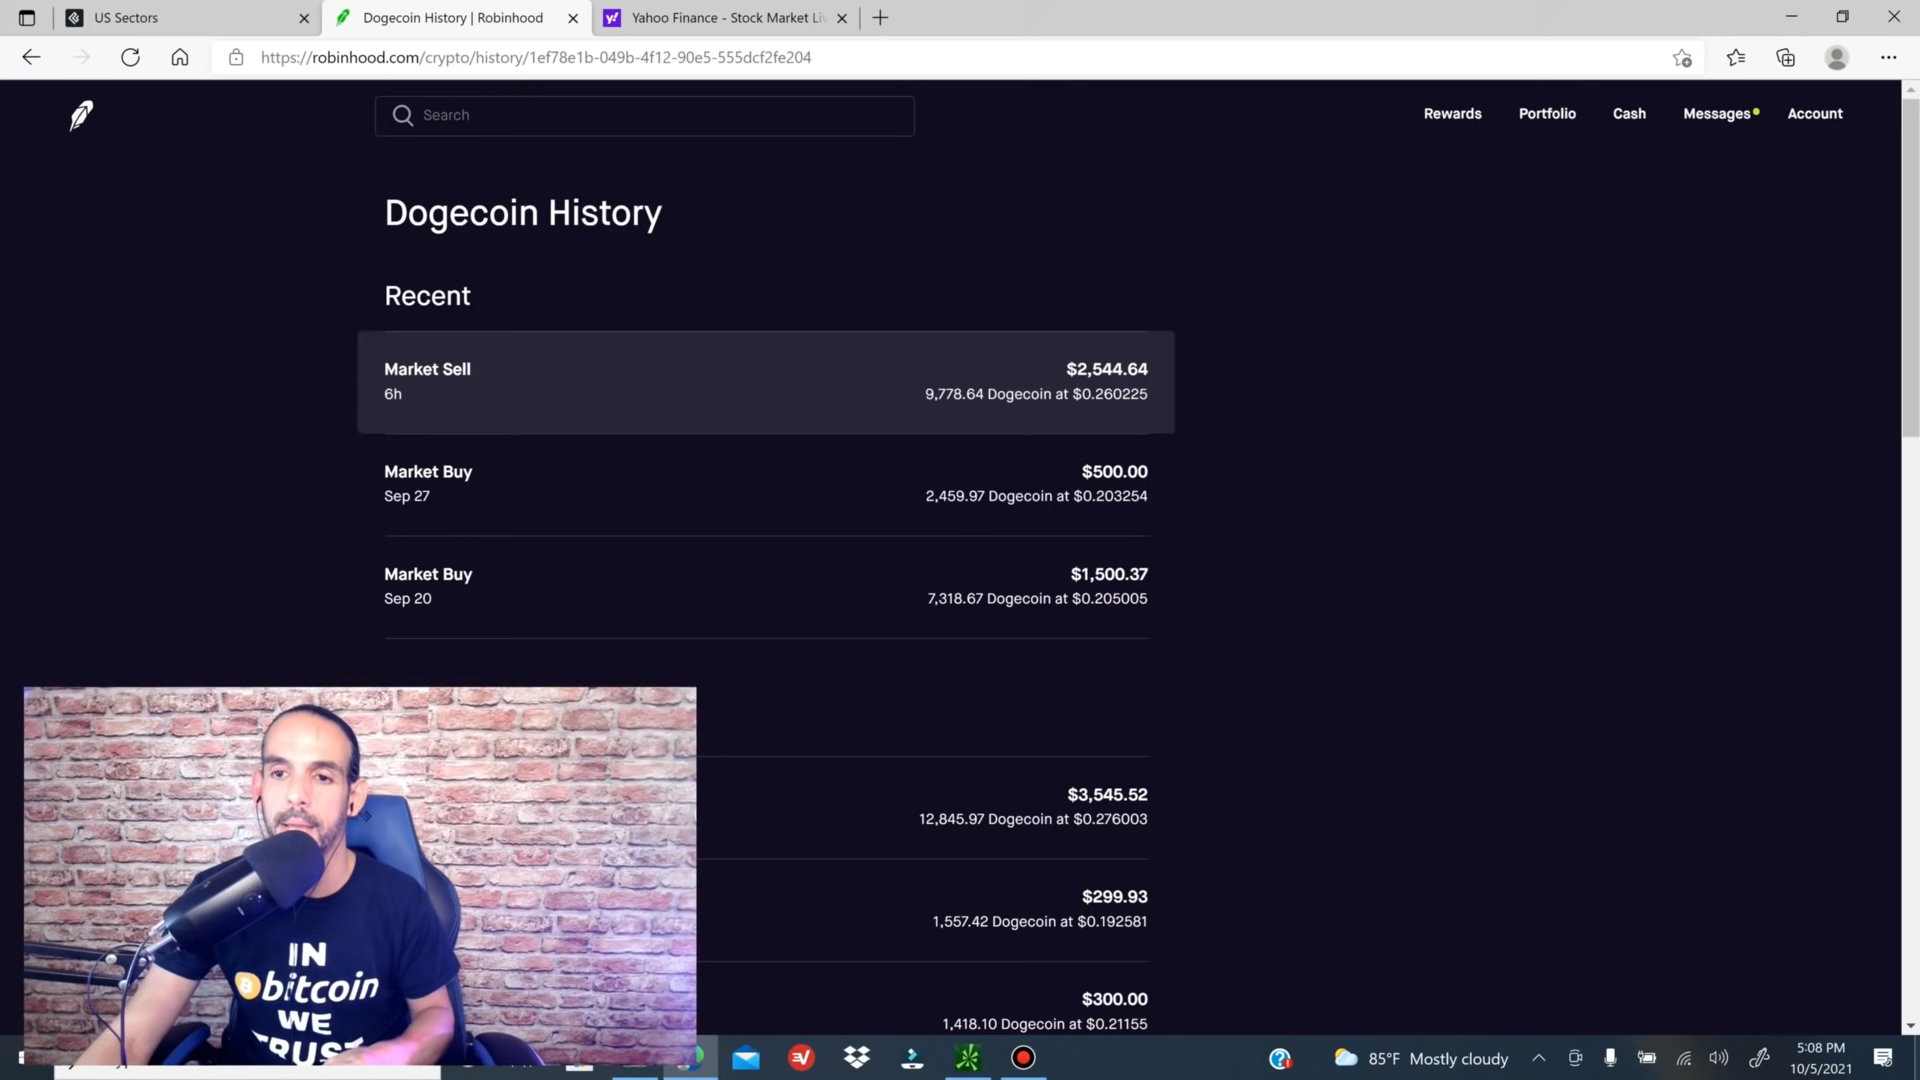 US Sectors
Dogecoin History | Robinhood
Yahoo Finance - Stock Market Li
https://robinhood.com/crypto/history/1ef78e1b-049b-4f12-90e5-555dcf2fe204
Search
Rewards
Portfolio
Cash
Messages
Account
Dogecoin History
Recent
Market Sell
$2,544.64
6h
9,778.64 Dogecoin at $0.260225
Market Buy
$500.00
Sep 27
2,459.97 Dogecoin at $0.203254
Market Buy
$1,500.37
Sep 20
7,318.67 Dogecoin at $0.205005
$3,545.52
12,845.97 Dogecoin at $0.276003
$299.93
1,557.42 Dogecoin at $0.192581
$300.00
1,418.10 Dogecoin at $0.21155
IN
bitcoin
WE
TRUST
85°F Mostly cloudy
5:08 PM
10/5/2021